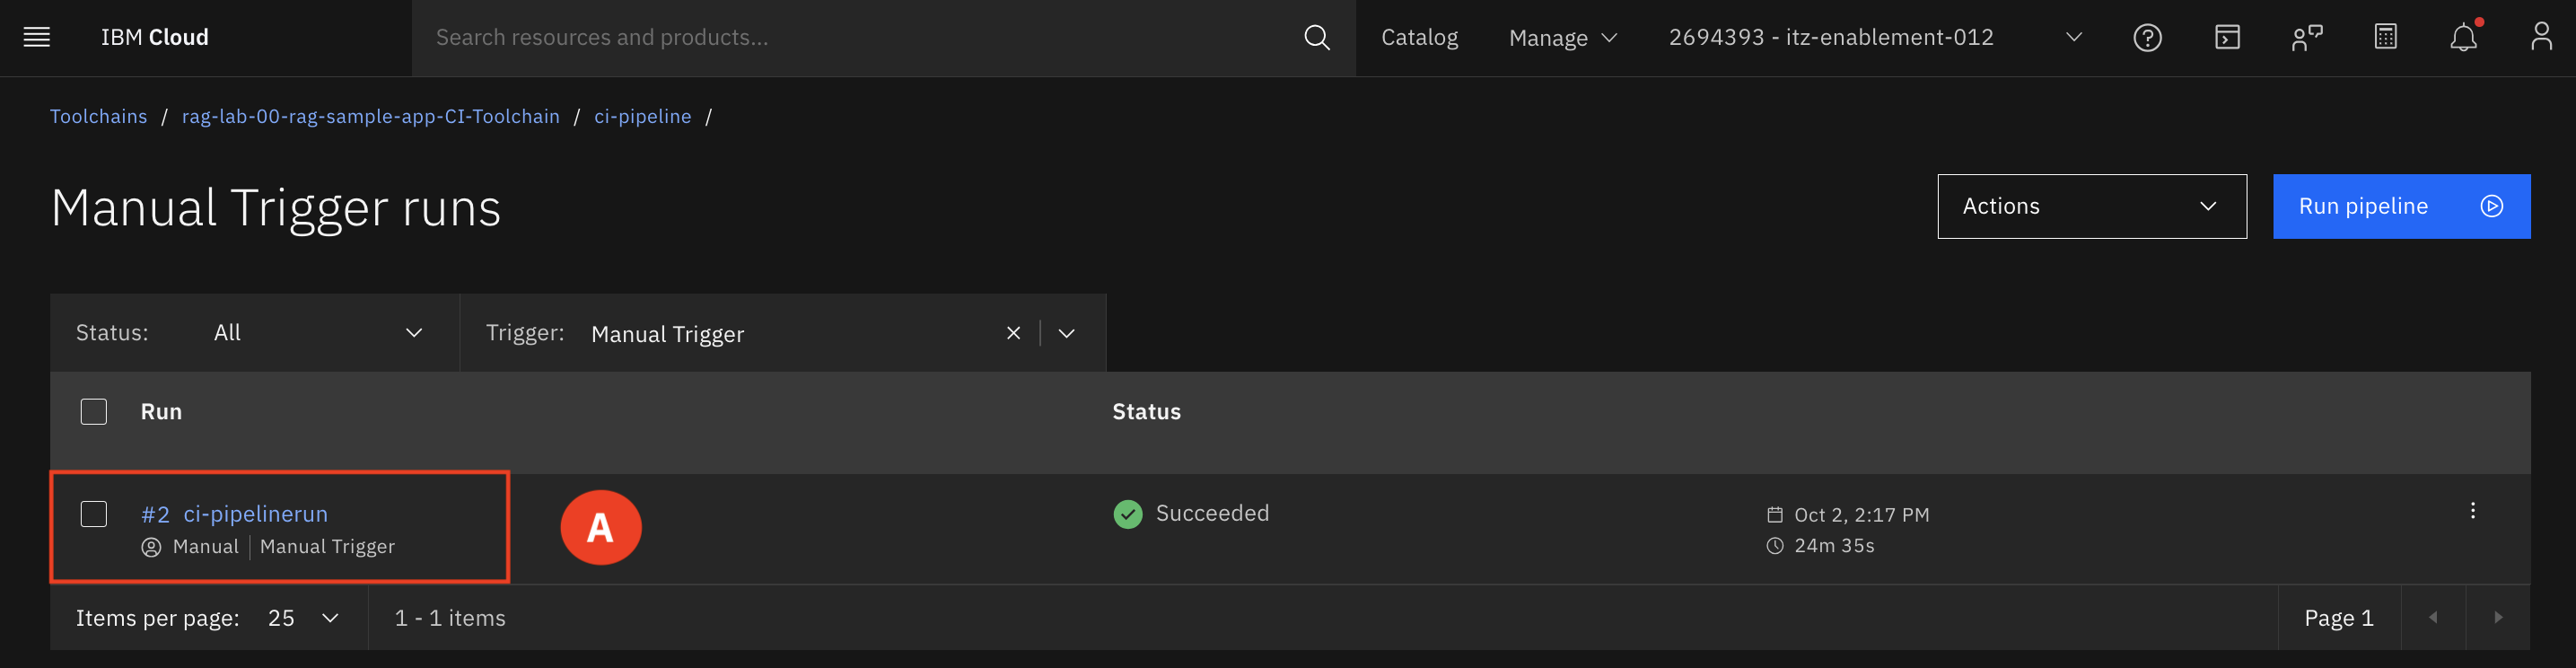 IBM Cloud
Search resources and products...
Catalog
Manage
2694393 - itz-enablement-012
Toolchains / rag-lab-00-rag-sample-app-CI-Toolchain / ci-pipeline /
Manual Trigger runs
Actions
Run pipeline
Status: All
Trigger: Manual Trigger
Run
Status
#2 ci-pipelinerun
Manual | Manual Trigger
A
Succeeded
Oct 2, 2:17 PM
24m 35s
Items per page: 25
1 - 1 items
Page 1